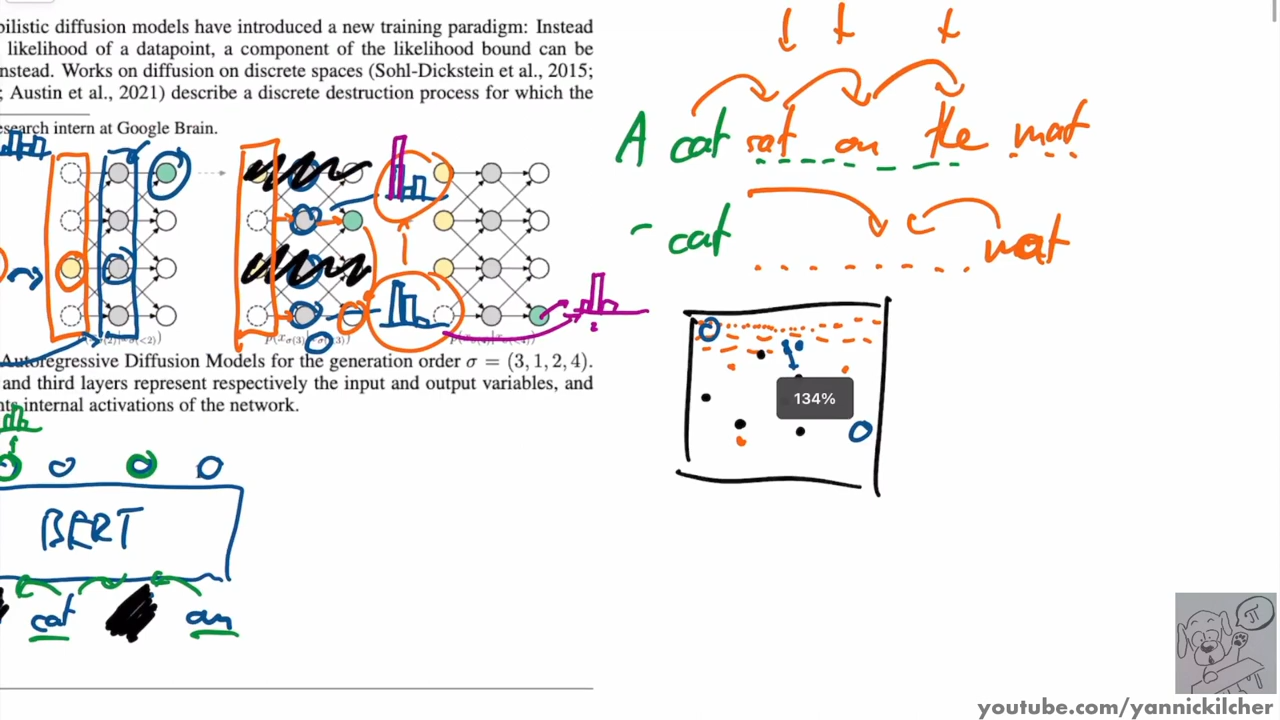 bilistic diffusion models have introduced a new training paradigm: Instead
likelihood of a datapoint, a component of the likelihood bound can be
nstead. Works on diffusion on discrete spaces (Sohl-Dickstein et al., 2015;
; Austin et al., 2021) describe a discrete destruction process for which the
esearch intern at Google Brain.
Autoregressive Diffusion Models for the generation order σ = (3, 1, 2, 4).
and third layers represent respectively the input and output variables, and
internal activations of the network.
BERT
cat
on
A cat sat on the mat
cat mat
134%
π
youtube.com/yannickilcher